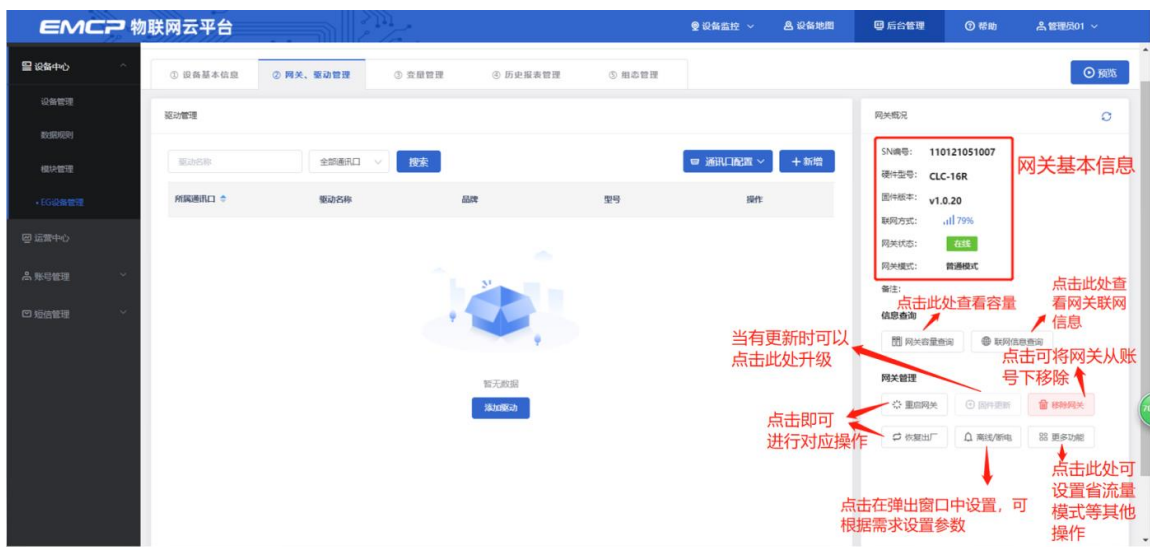 EMCP 物联网云平台
设备监控
设备地图
后台管理
帮助
管理员01
设备中心
设备管理
数据规则
模块管理
EG设备管理
运营中心
账号管理
短信管理
① 设备基本信息
② 网关、驱动管理
③ 变量管理
④ 历史报表管理
⑤ 组态管理
预览
驱动管理
驱动名称
全部通讯口
搜索
通讯口配置
新增
所属通讯口
驱动名称
品牌
型号
操作
暂无数据
添加驱动
网关概况
SN编号: 110121051007
硬件型号: CLC-16R
固件版本: v1.0.20
联网方式: 79%
网关状态: 在线
网关模式: 普通模式
备注:
网关基本信息
点击此处查看容量
点击此处查
看网关联网
信息
信息查询
网关容量查询
联网信息查询
当有更新时可以
点击此处升级
点击可将网关从账
号下移除
网关管理
重启网关
固件更新
移除网关
点击即可
进行对应操作
恢复出厂
离线/断电
更多功能
点击在弹出窗口中设置，可
根据需求设置参数
点击此处可
设置省流量
模式等其他
操作